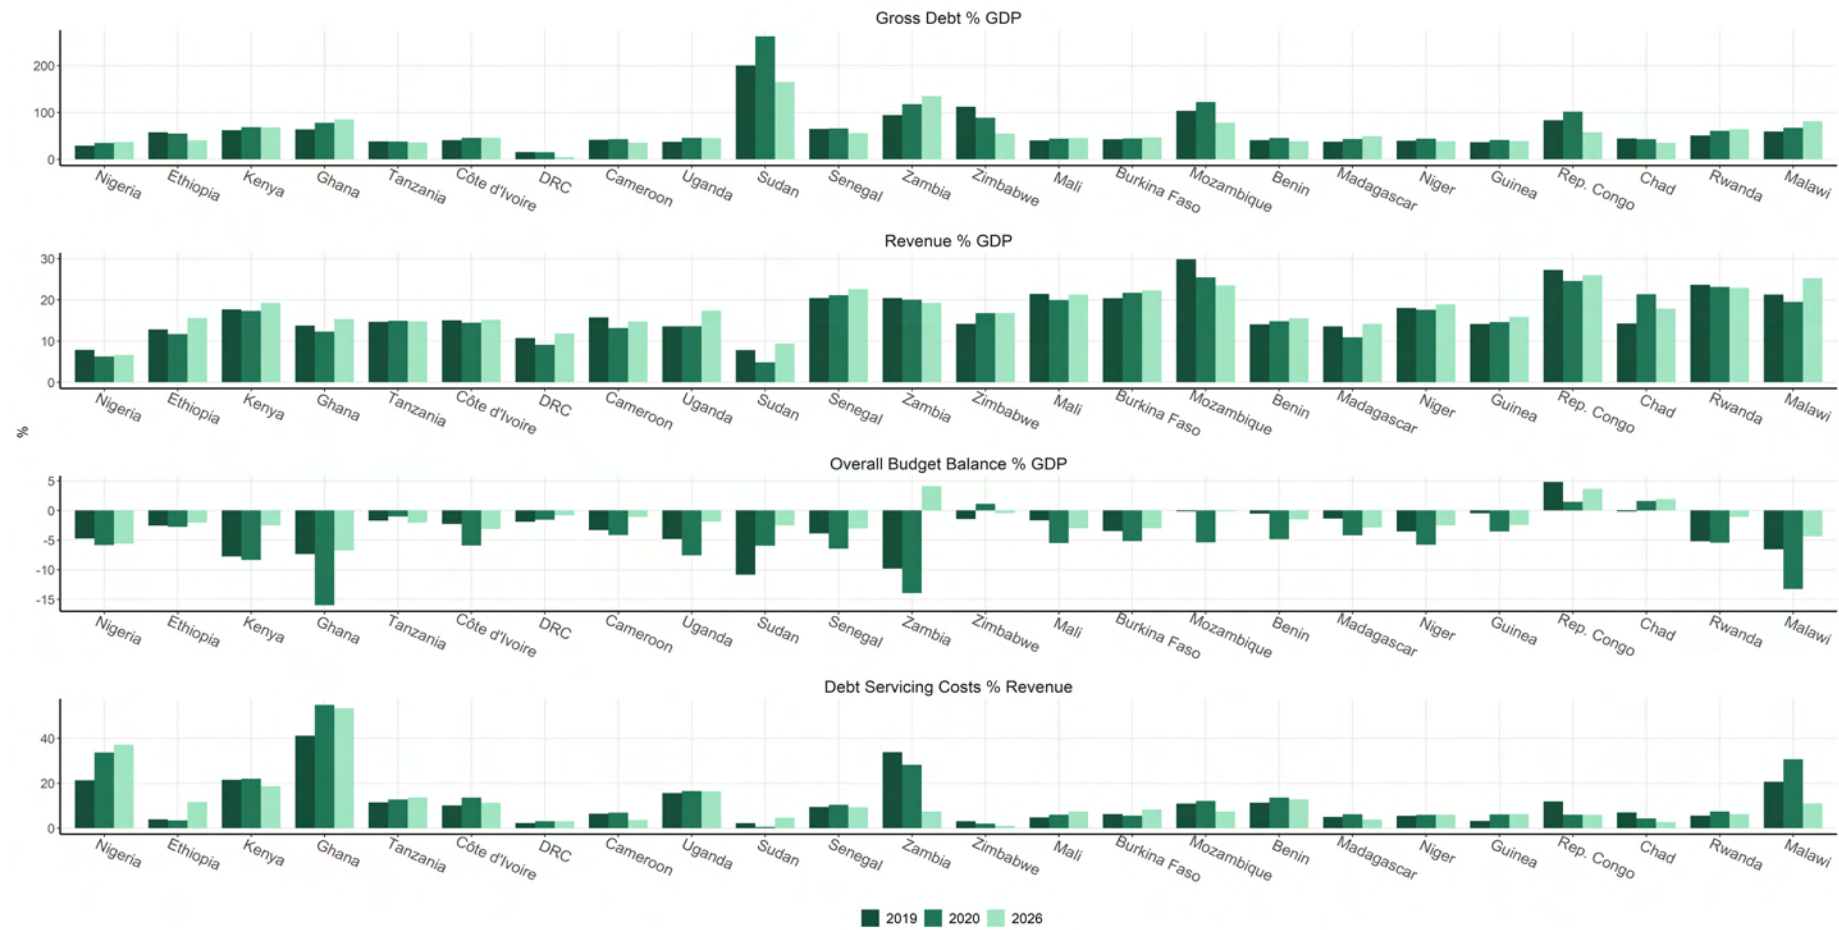 Gross Debt % GDP
200
100
0
Nigeria Ethiopia Kenya Ghana Tanzania Côte d'Ivoire DRC Cameroon Uganda Sudan Senegal Zambia Zimbabwe Mali Burkina Faso Mozambique Benin Madagascar Niger Guinea Rep. Congo Chad Rwanda Malawi
Revenue % GDP
30
20
10
0
Nigeria Ethiopia Kenya Ghana Tanzania Côte d'Ivoire DRC Cameroon Uganda Sudan Senegal Zambia Zimbabwe Mali Burkina Faso Mozambique Benin Madagascar Niger Guinea Rep. Congo Chad Rwanda Malawi
%
Overall Budget Balance % GDP
5
0
-5
-10
-15
Nigeria Ethiopia Kenya Ghana Tanzania Côte d'Ivoire DRC Cameroon Uganda Sudan Senegal Zambia Zimbabwe Mali Burkina Faso Mozambique Benin Madagascar Niger Guinea Rep. Congo Chad Rwanda Malawi
Debt Servicing Costs % Revenue
40
20
0
Nigeria Ethiopia Kenya Ghana Tanzania Côte d'Ivoire DRC Cameroon Uganda Sudan Senegal Zambia Zimbabwe Mali Burkina Faso Mozambique Benin Madagascar Niger Guinea Rep. Congo Chad Rwanda Malawi
2019 2020 2026